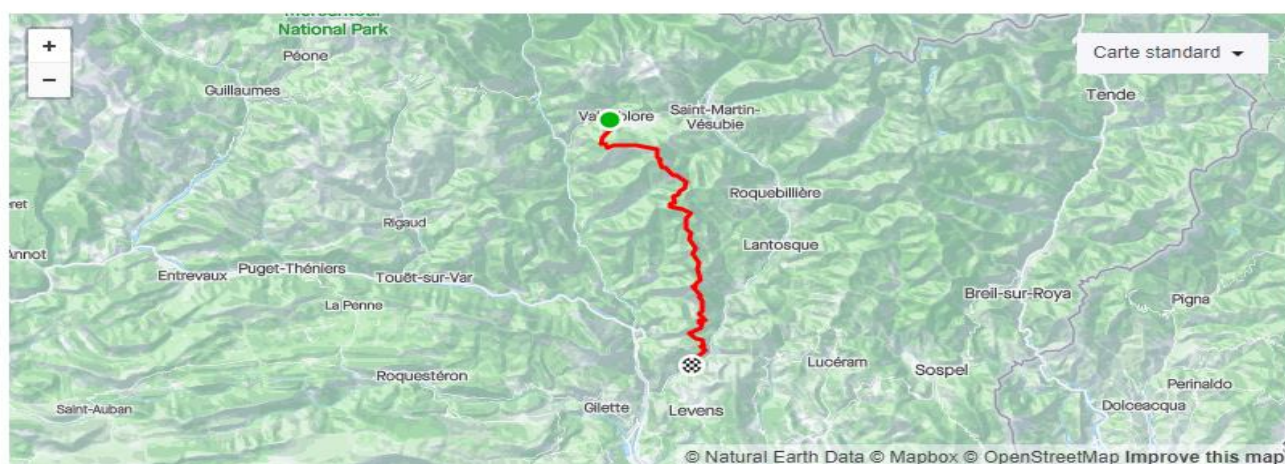 National Park
Péone
+
−
Carte standard
Guillaumes
Tende
Saint-Martin-
Vésubie
Roquebillière
Rigaud
Lantosque
Annot
Entrevaux
Puget-Théniers
Touët-sur-Var
La Penne
Breil-sur-Roya
Pigna
Lucéram
Sospel
Roquestéron
Perinaldo
Saint-Auban
Gilette
Levens
Dolceacqua
© Natural Earth Data © Mapbox © OpenStreetMap Improve this map